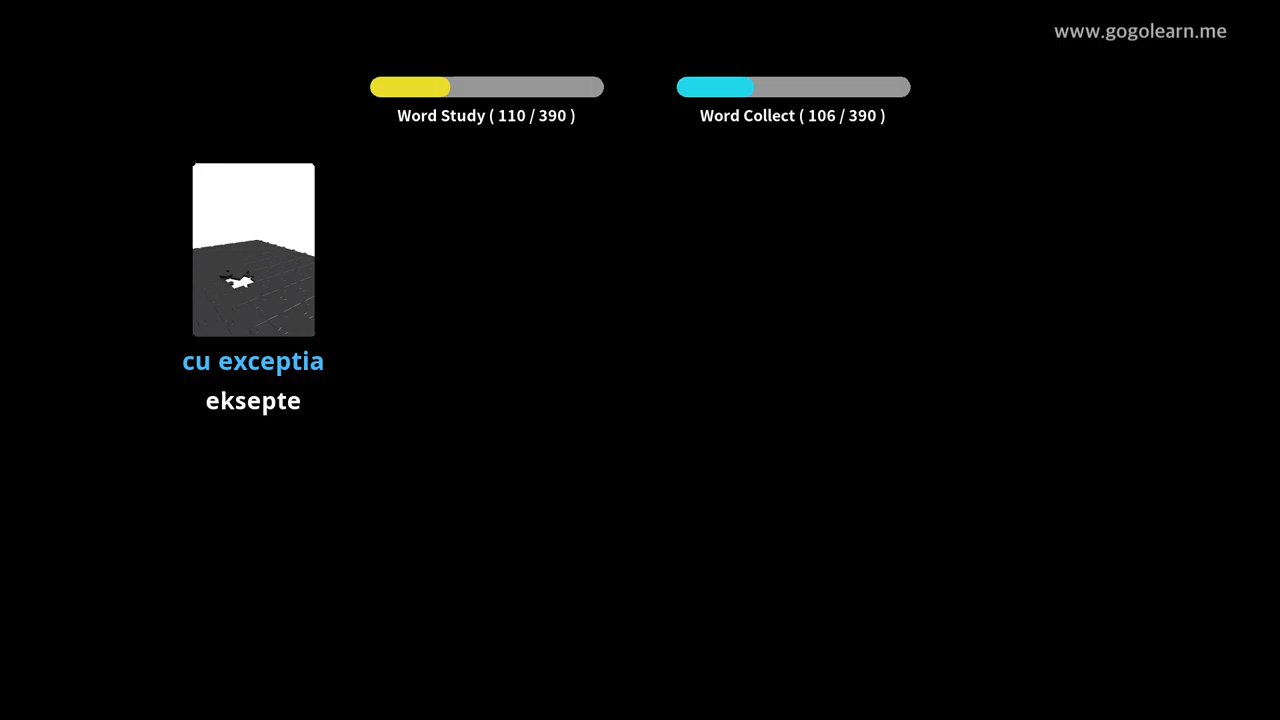 www.gogolearn.me
Word Study ( 110 / 390 )
Word Collect ( 106 / 390 )
cu exceptia
eksepte